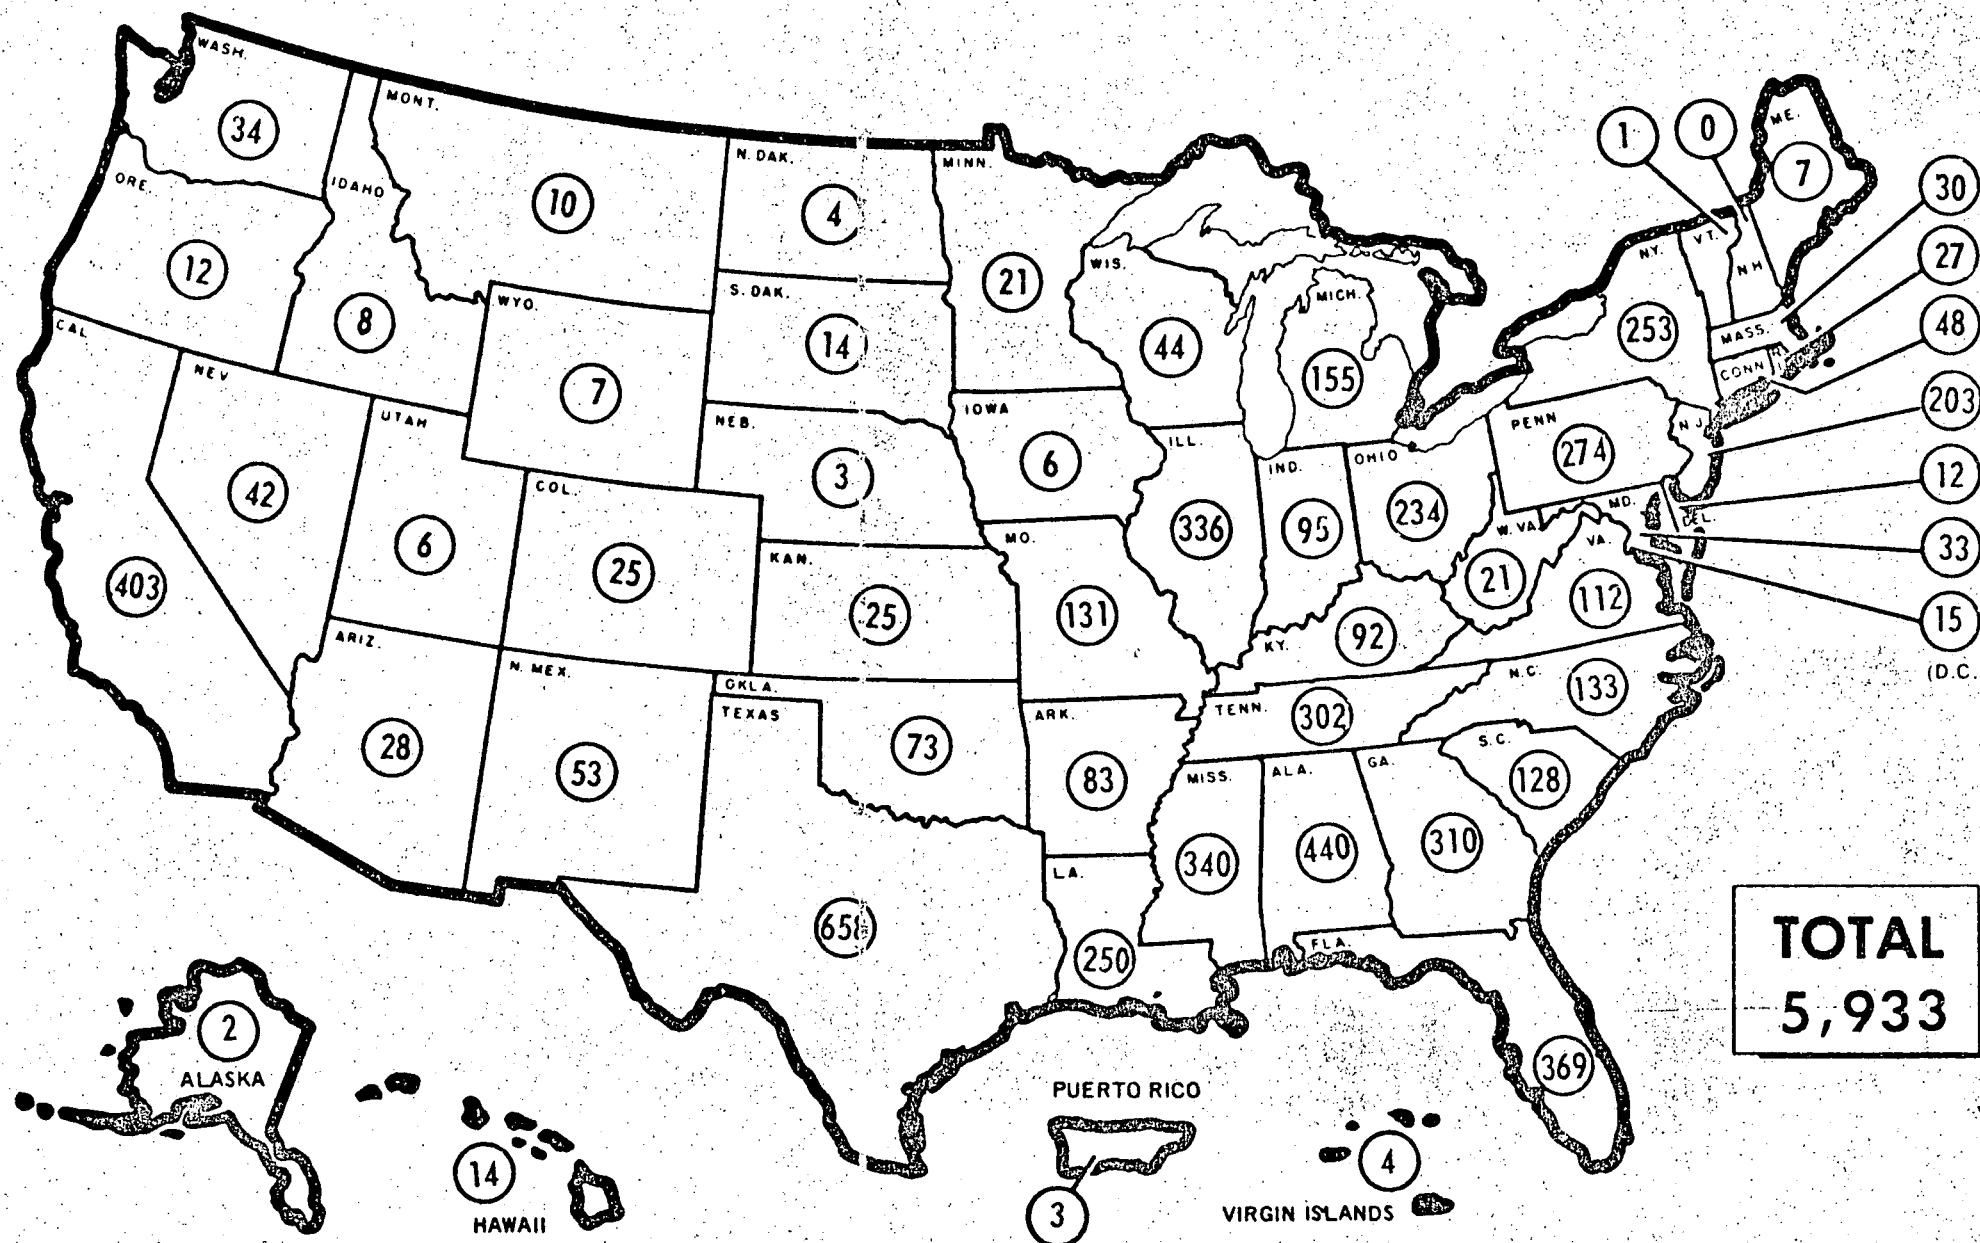 WASH.
34
MONT.
10
IDAHO
8
ORE.
12
N. DAK.
4
MINN.
21
S. DAK.
14
WYO.
7
WIS.
44
MICH.
155
1
0
ME.
7
30
27
48
203
12
33
15
(D.C.
N.Y.
253
VT.
N H
MASS.
CONN
PENN
274
N J
MD.
DEL.
CAL
403
NEV
42
UTAH
6
COL.
25
NEB.
3
IOWA
6
KAN.
25
MO.
131
ILL.
336
IND.
95
OHIO
234
W. VA.
21
VA.
112
KY.
92
ARIZ.
28
N. MEX.
53
OKLA.
73
TEXAS
658
ARK.
83
TENN.
302
N.C.
133
S.C.
128
MISS.
340
ALA.
440
GA.
310
LA.
250
FLA.
369
TOTAL
5,933
2
ALASKA
14
HAWAII
PUERTO RICO
3
4
VIRGIN ISLANDS